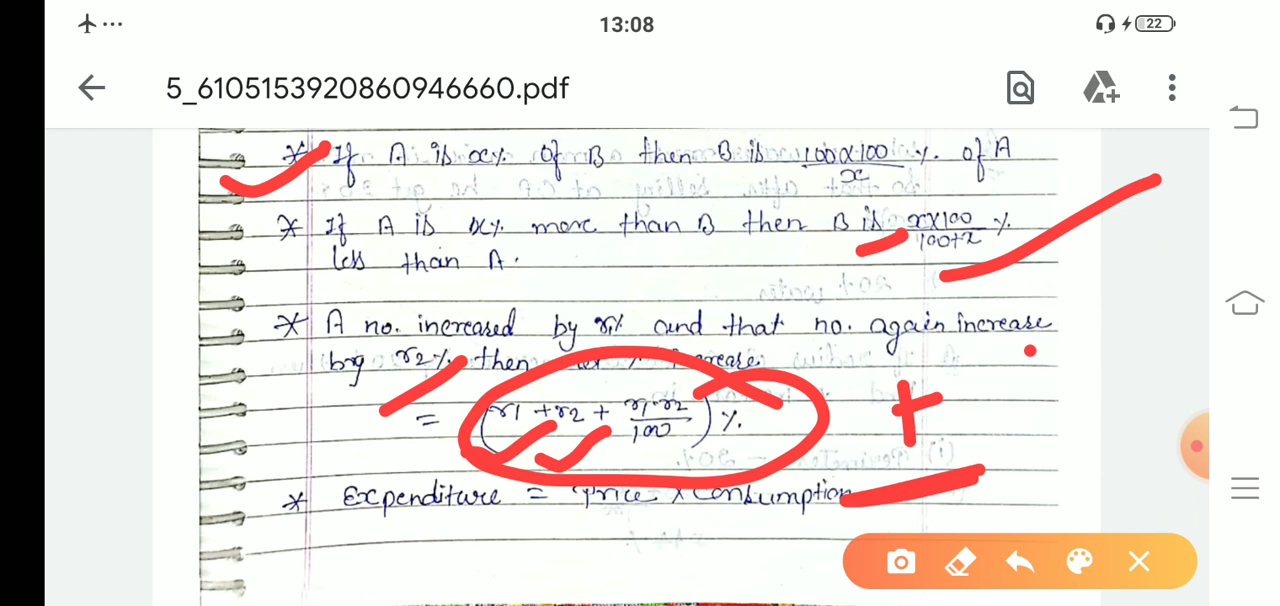 13:08
22
5_6105153920860946660.pdf
* If A is x% of B then B is 100x100/x % of A
* If A is x% more than B then B is x×100/100+x %
less than A.
* A no. increased by r1% and that no. again increase
by r2% then
= (r1 + r2 + r1.r2/100) %.
* Expenditure = Price × Consumption